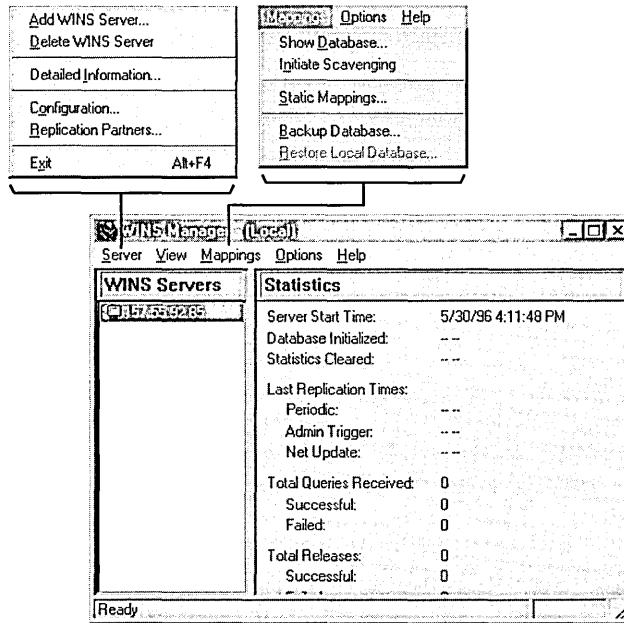 Add WINS Server...
Delete WINS Server
Detailed Information...
Configuration...
Replication Partners...
Exit Alt+F4
Mappings Options Help
Show Database...
Initiate Scavenging
Static Mappings...
Backup Database...
Restore Local Database...
WINS Manager - (Local)
Server View Mappings Options Help
WINS Servers Statistics
Server Start Time: 5/30/96 4:11:48 PM
Database Initialized: --
Statistics Cleared: --
Last Replication Times:
Periodic: --
Admin Trigger: --
Net Update: --
Total Queries Received: 0
Successful: 0
Failed: 0
Total Releases: 0
Successful: 0
Ready